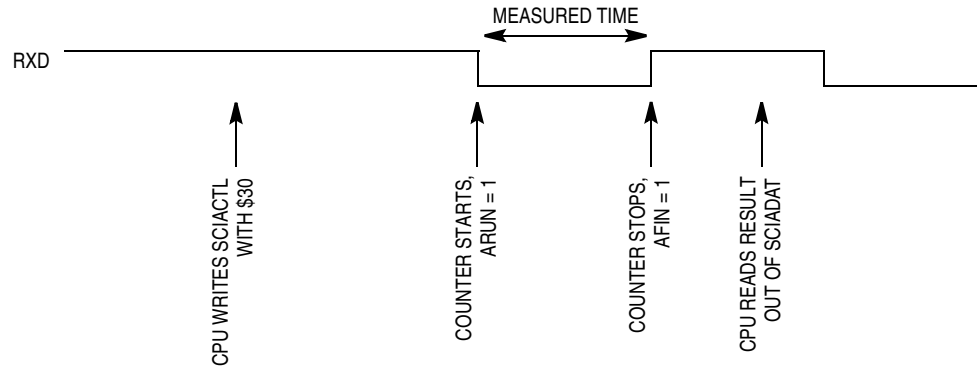 MEASURED TIME
RXD
CPU WRITES SCIACTL
WITH $30
COUNTER STARTS,
ARUN = 1
COUNTER STOPS,
AFIN = 1
CPU READS RESULT
OUT OF SCIADAT